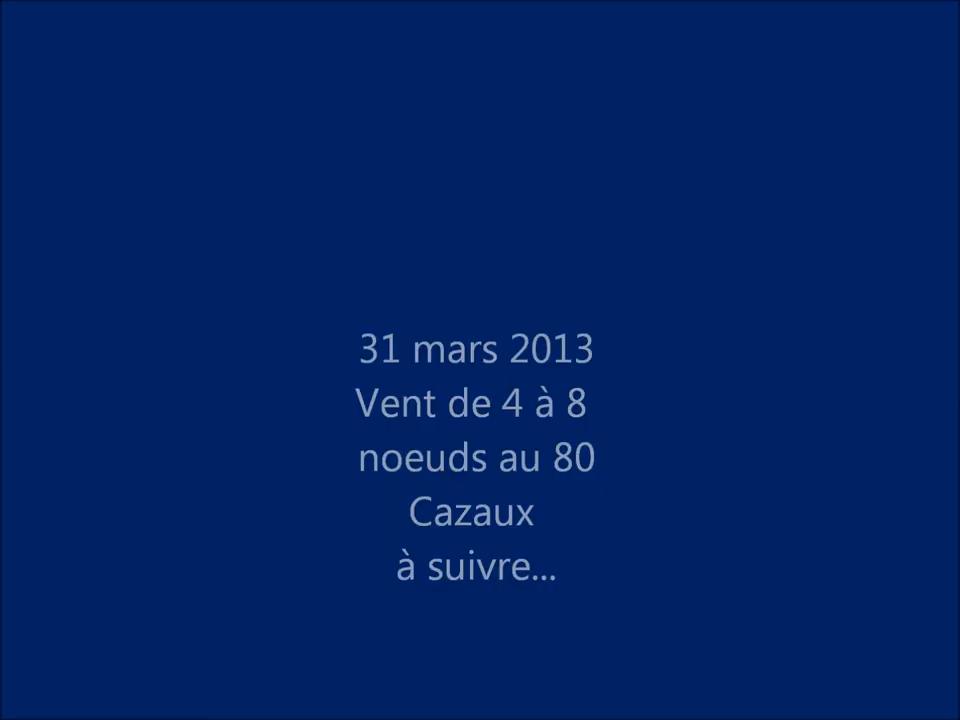 31 mars 2013
Vent de 4 à 8
noeuds au 80
Cazaux
à suivre...